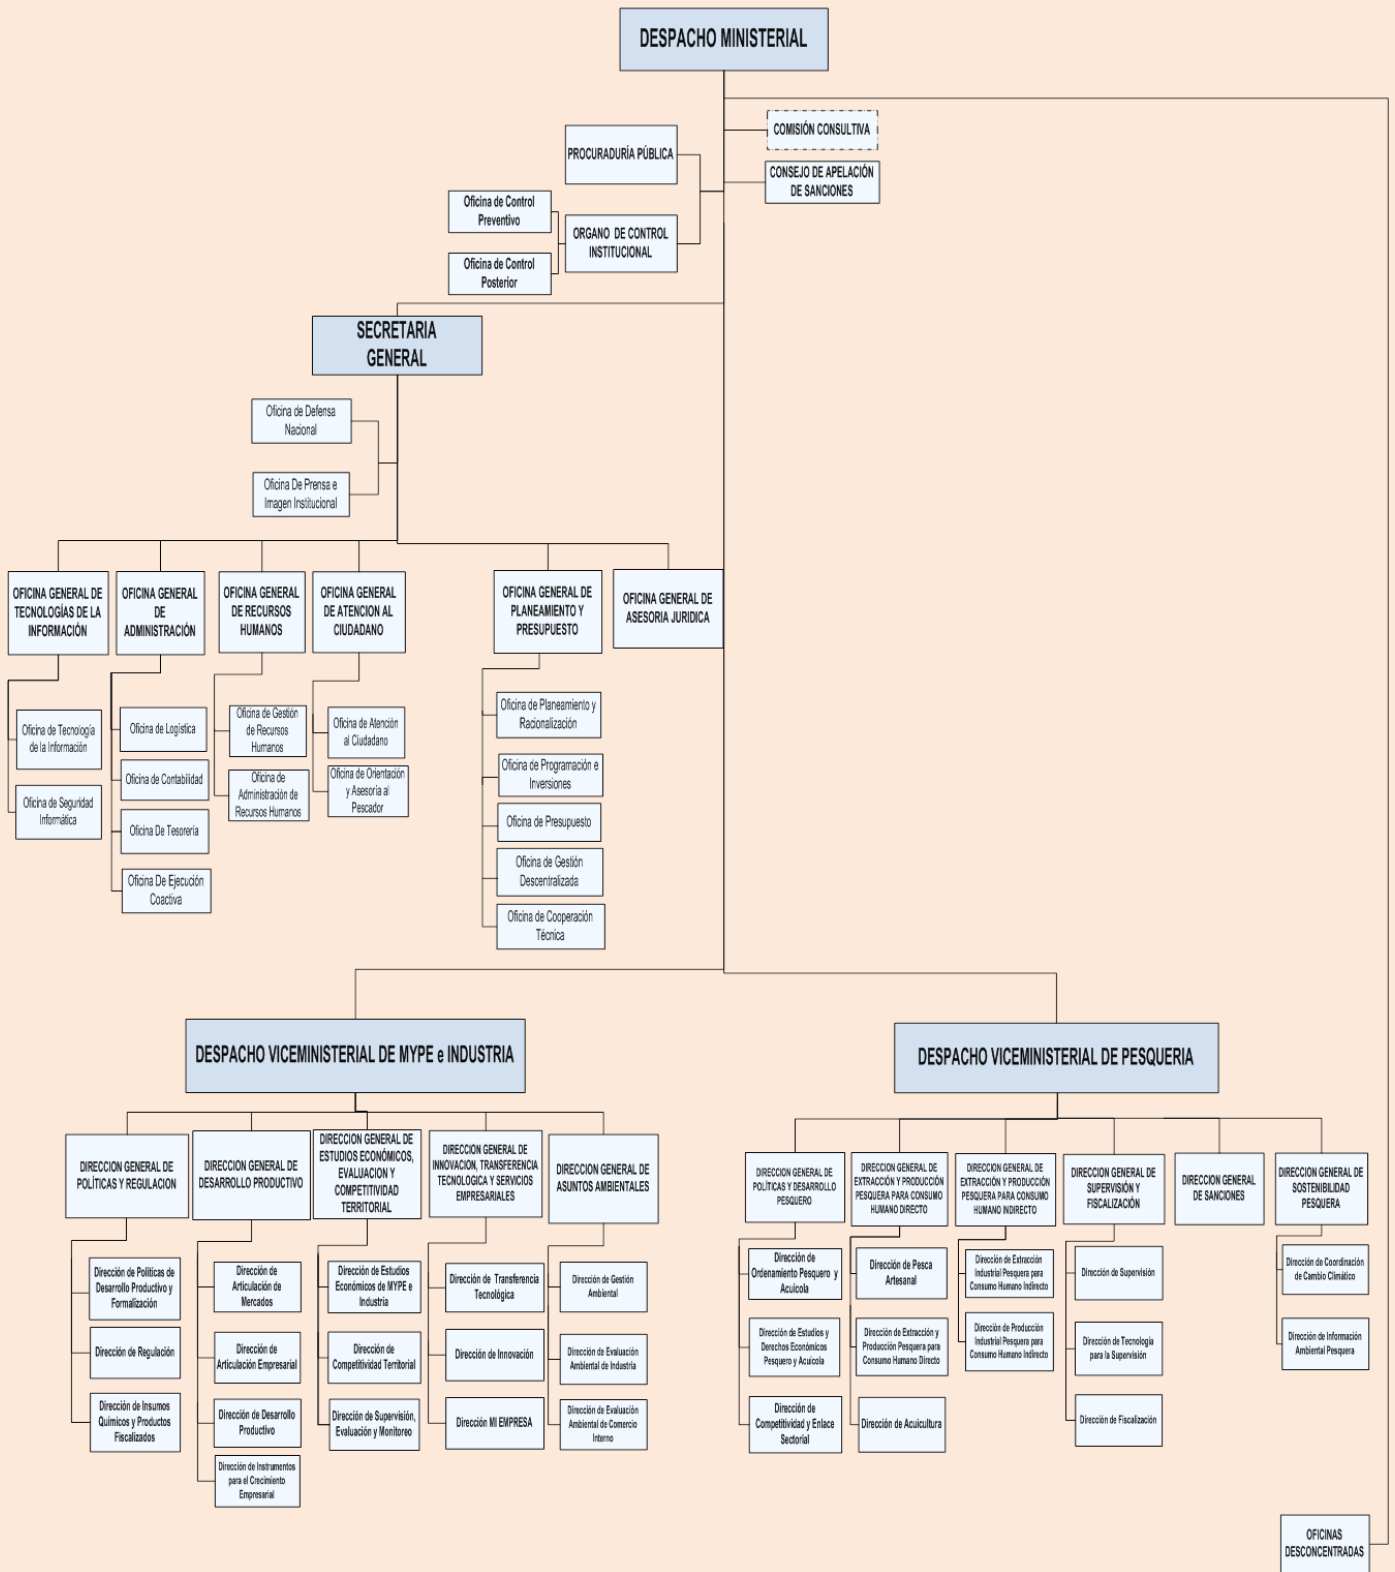 DESPACHO MINISTERIAL
COMISIÓN CONSULTIVA
PROCURADURÍA PÚBLICA
CONSEJO DE APELACIÓN
DE SANCIONES
Oficina de Control
Preventivo
ORGANO DE CONTROL
INSTITUCIONAL
Oficina de Control
Posterior
SECRETARIA
GENERAL
Oficina de Defensa
Nacional
Oficina De Prensa e
Imagen Institucional
OFICINA GENERAL DE
TECNOLOGÍAS DE LA
INFORMACIÓN
OFICINA GENERAL
DE
ADMINISTRACIÓN
OFICINA GENERAL
DE RECURSOS
HUMANOS
OFICINA GENERAL
DE ATENCION AL
CIUDADANO
OFICINA GENERAL DE
PLANEAMIENTO Y
PRESUPUESTO
OFICINA GENERAL DE
ASESORIA JURIDICA
Oficina de Tecnología
de la Información
Oficina de Seguridad
Informática
Oficina de Logística
Oficina de Contabilidad
Oficina De Tesorería
Oficina De Ejecución
Coactiva
Oficina de Gestión
de Recursos
Humanos
Oficina de
Administración de
Recursos Humanos
Oficina de Atención
al Ciudadano
Oficina de Orientación
y Asesoría al
Pescador
Oficina de Planeamiento y
Racionalización
Oficina de Programación e
Inversiones
Oficina de Presupuesto
Oficina de Gestión
Descentralizada
Oficina de Cooperación
Técnica
DESPACHO VICEMINISTERIAL DE MYPE e INDUSTRIA
DESPACHO VICEMINISTERIAL DE PESQUERIA
DIRECCION GENERAL DE
POLÍTICAS Y REGULACION
DIRECCION GENERAL DE
DESARROLLO PRODUCTIVO
DIRECCION GENERAL DE
ESTUDIOS ECONÓMICOS,
EVALUACION Y
COMPETITIVIDAD
TERRITORIAL
DIRECCION GENERAL DE
INNOVACION, TRANSFERENCIA
TECNOLOGICA Y SERVICIOS
EMPRESARIALES
DIRECCION GENERAL DE
ASUNTOS AMBIENTALES
Dirección de Políticas de
Desarrollo Productivo y
Formalización
Dirección de Regulación
Dirección de Insumos
Químicos y Productos
Fiscalizados
Dirección de
Articulación de
Mercados
Dirección de
Articulación Empresarial
Dirección de Desarrollo
Productivo
Dirección de Instrumentos
para el Crecimiento
Empresarial
Dirección de Estudios
Económicos de MYPE e
Industria
Dirección de
Competitividad Territorial
Dirección de Supervisión,
Evaluación y Monitoreo
Dirección de Transferencia
Tecnológica
Dirección de Innovación
Dirección MI EMPRESA
Dirección de Gestión
Ambiental
Dirección de Evaluación
Ambiental de Industria
Dirección de Evaluación
Ambiental de Comercio
Interno
DIRECCION GENERAL
DE POLÍTICAS Y DESARROLLO
PESQUERO
DIRECCION GENERAL DE
EXTRACCIÓN Y PRODUCCIÓN
PESQUERA PARA CONSUMO
HUMANO DIRECTO
DIRECCIÓN GENERAL DE
EXTRACCIÓN Y PRODUCCIÓN
PESQUERA PARA CONSUMO
HUMANO INDIRECTO
DIRECCIÓN GENERAL DE
SUPERVISIÓN Y
FISCALIZACIÓN
DIRECCION GENERAL
DE SANCIONES
DIRECCIÓN GENERAL DE
SOSTENIBILIDAD
PESQUERA
Dirección de
Ordenamiento Pesquero y
Acuícola
Dirección de Estudios y
Derechos Económicos
Pesquero y Acuícola
Dirección de
Competitividad y Enlace
Sectorial
Dirección de Pesca
Artesanal
Dirección de Extracción y
Producción Pesquera para
Consumo Humano Directo
Dirección de Acuicultura
Dirección de Extracción
Industrial Pesquera para
Consumo Humano Indirecto
Dirección de Producción
Industrial Pesquera para
Consumo Humano Indirecto
Dirección de Supervisión
Dirección de Tecnología
para la Supervisión
Dirección de Fiscalización
Dirección de Coordinación
de Cambio Climático
Dirección de Información
Ambiental Pesquera
OFICINAS
DESCONCENTRADAS